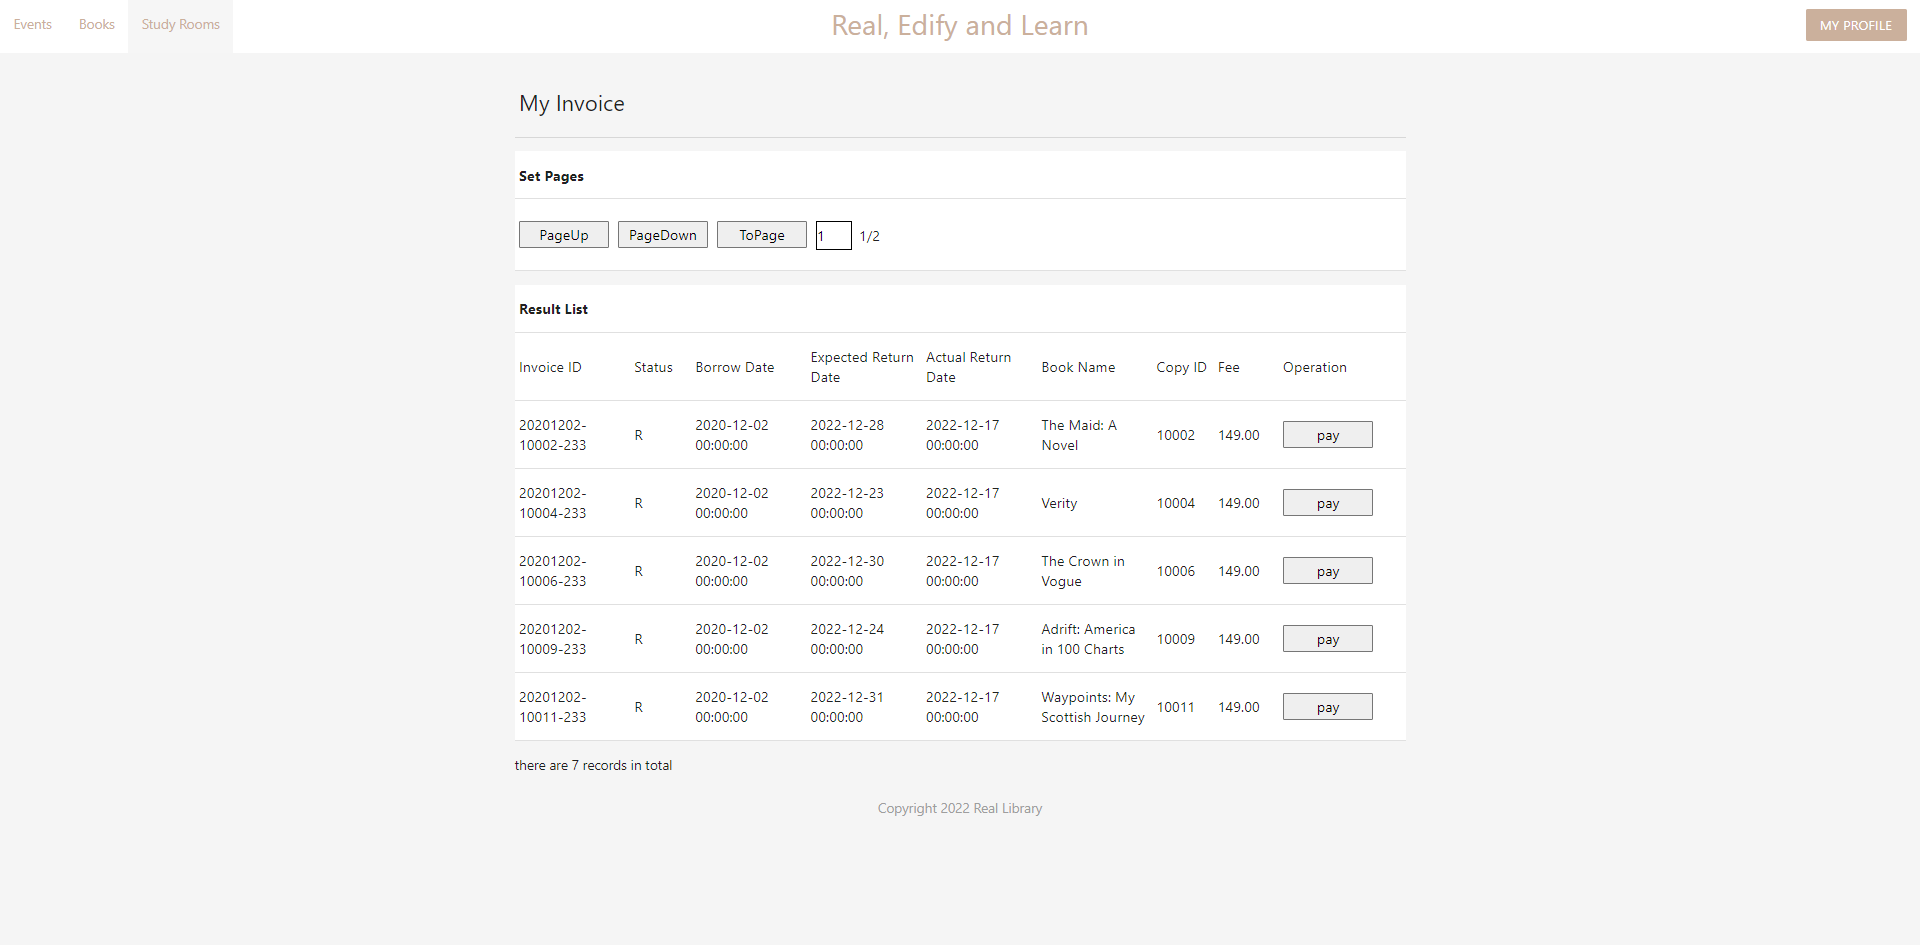 Events Books Study Rooms Real, Edify and Learn MY PROFILE
My Invoice
Set Pages
PageUp PageDown ToPage 1 1/2
Result List
Invoice ID Status Borrow Date Expected Return Date Actual Return Date Book Name Copy ID Fee Operation
20201202-10002-233 R 2020-12-02 00:00:00 2022-12-28 00:00:00 2022-12-17 00:00:00 The Maid: A Novel 10002 149.00 pay
20201202-10004-233 R 2020-12-02 00:00:00 2022-12-23 00:00:00 2022-12-17 00:00:00 Verity 10004 149.00 pay
20201202-10006-233 R 2020-12-02 00:00:00 2022-12-30 00:00:00 2022-12-17 00:00:00 The Crown in Vogue 10006 149.00 pay
20201202-10009-233 R 2020-12-02 00:00:00 2022-12-24 00:00:00 2022-12-17 00:00:00 Adrift: America in 100 Charts 10009 149.00 pay
20201202-10011-233 R 2020-12-02 00:00:00 2022-12-31 00:00:00 2022-12-17 00:00:00 Waypoints: My Scottish Journey 10011 149.00 pay
there are 7 records in total
Copyright 2022 Real Library